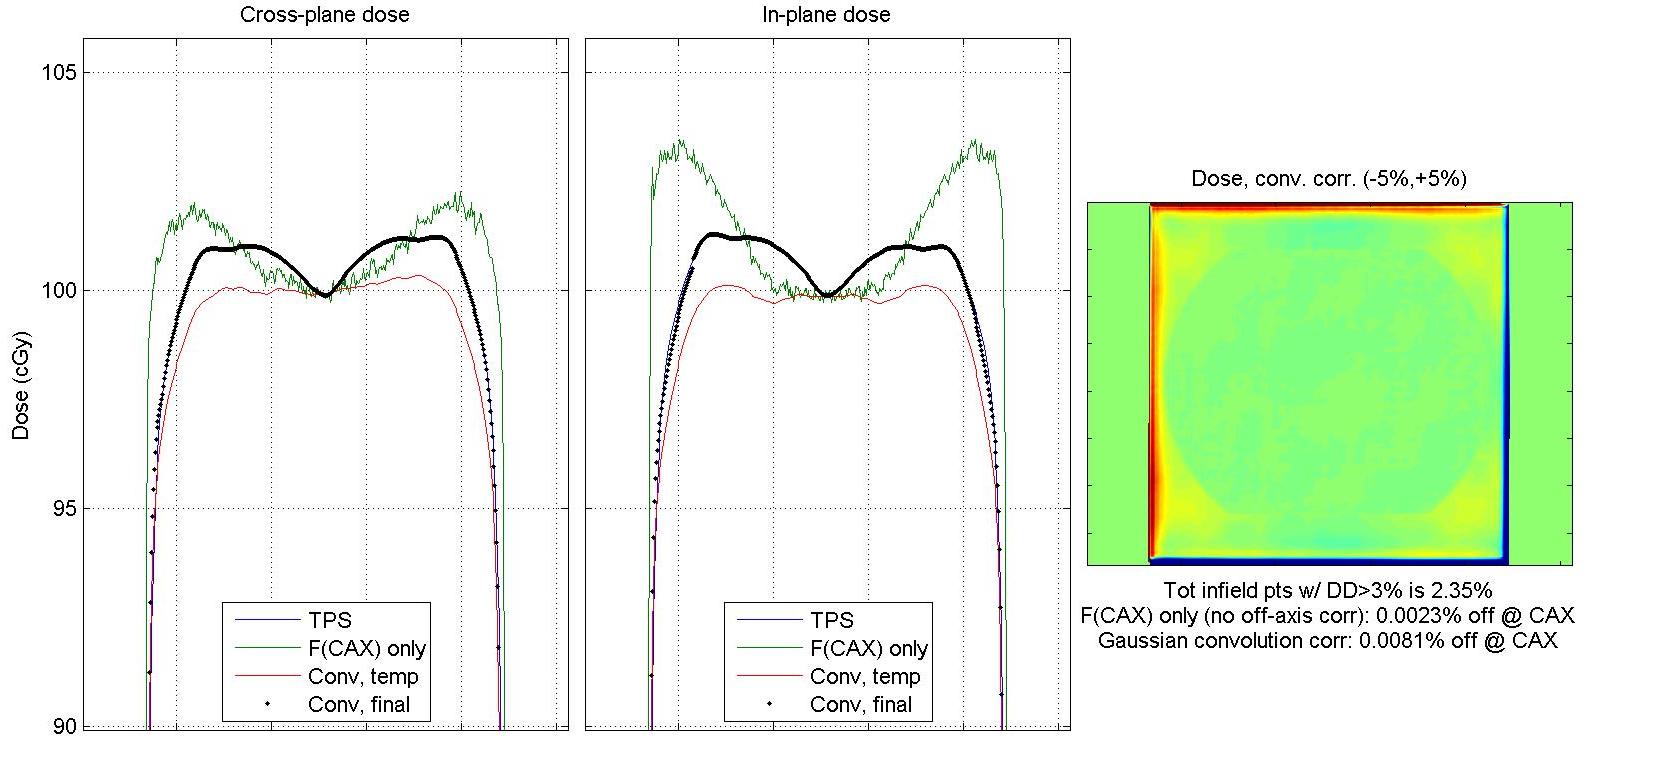 Cross-plane dose
In-plane dose
105
100
95
90
Dose (cGy)
TPS
F(CAX) only
Conv, temp
Conv, final
TPS
F(CAX) only
Conv, temp
Conv, final
Dose, conv. corr. (-5%,+5%)
Tot infield pts w/ DD>3% is 2.35%
F(CAX) only (no off-axis corr): 0.0023% off @ CAX
Gaussian convolution corr: 0.0081% off @ CAX